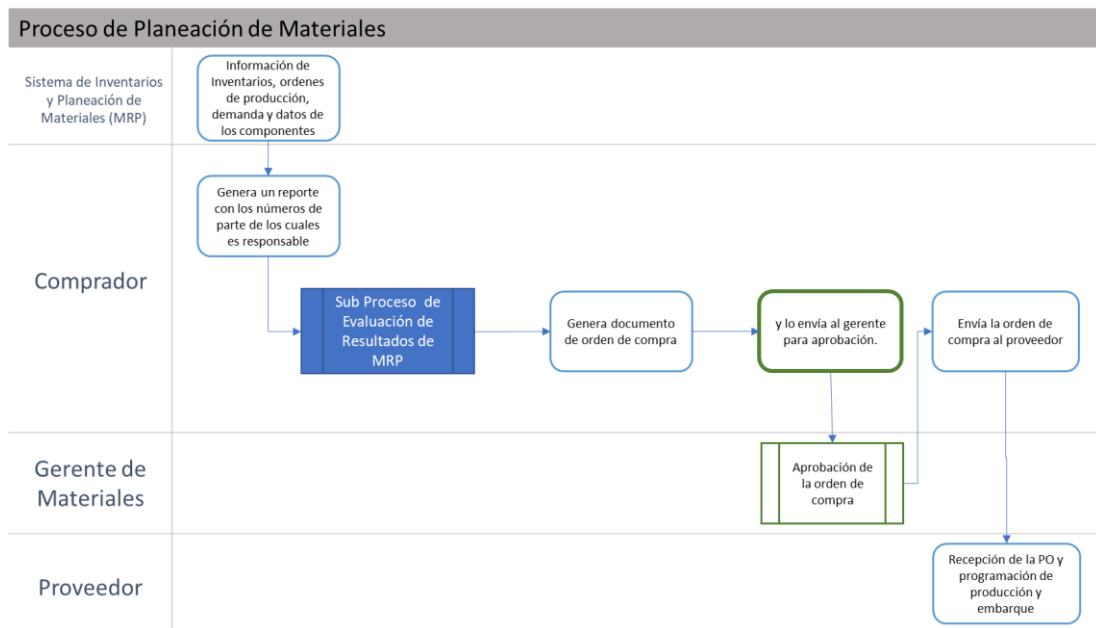 Proceso de Planeación de Materiales
Sistema de Inventarios
y Planeación de
Materiales (MRP)
Información de
Inventarios, ordenes
de producción,
demanda y datos de
los componentes
Comprador
Genera un reporte
con los números de
parte de los cuales
es responsable
Sub Proceso de
Evaluación de
Resultados de
MRP
Genera documento
de orden de compra
y lo envía al gerente
para aprobación.
Envía la orden de
compra al proveedor
Gerente de
Materiales
Aprobación de
la orden de
compra
Proveedor
Recepción de la PO y
programación de
producción y
embarque